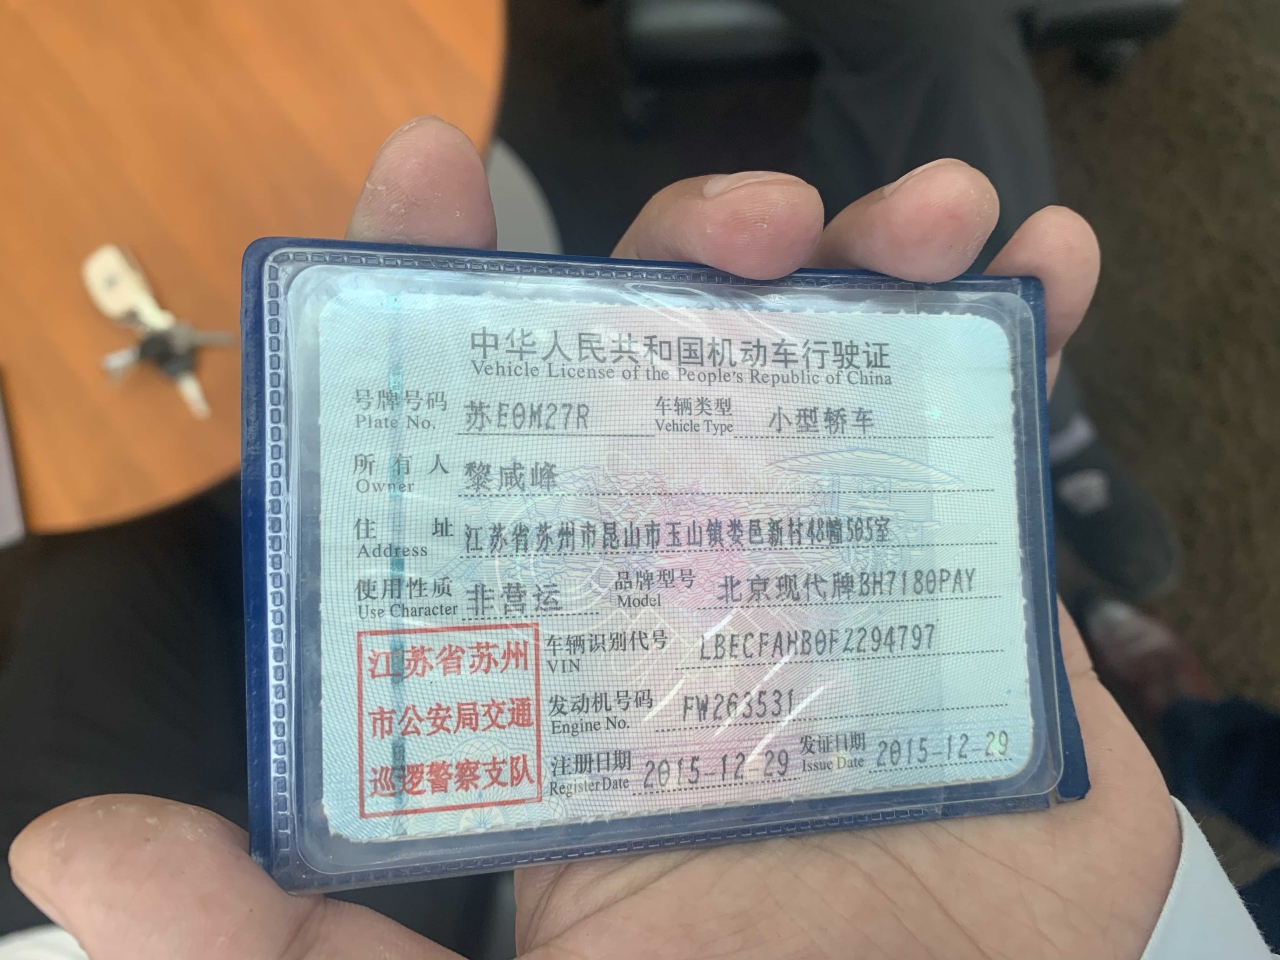 中华人民共和国机动车行驶证
Vehicle License of the People's Republic of China
号牌号码 苏E0M27R 车辆类型 小型轿车
Plate No. Vehicle Type
所有人 黎咸峰
Owner
住址 江苏省苏州市昆山市玉山镇娄邑新村48幢505室
Address
使用性质 非营运 品牌型号 北京现代牌BH7180PAY
Use Character Model
江苏省苏州
市公安局交通
巡逻警察支队
车辆识别代号 LBECFAHB0FZ294797
VIN
发动机号码 FW263531
Engine No.
注册日期 2015-12-29 发证日期 2015-12-29
Register Date Issue Date